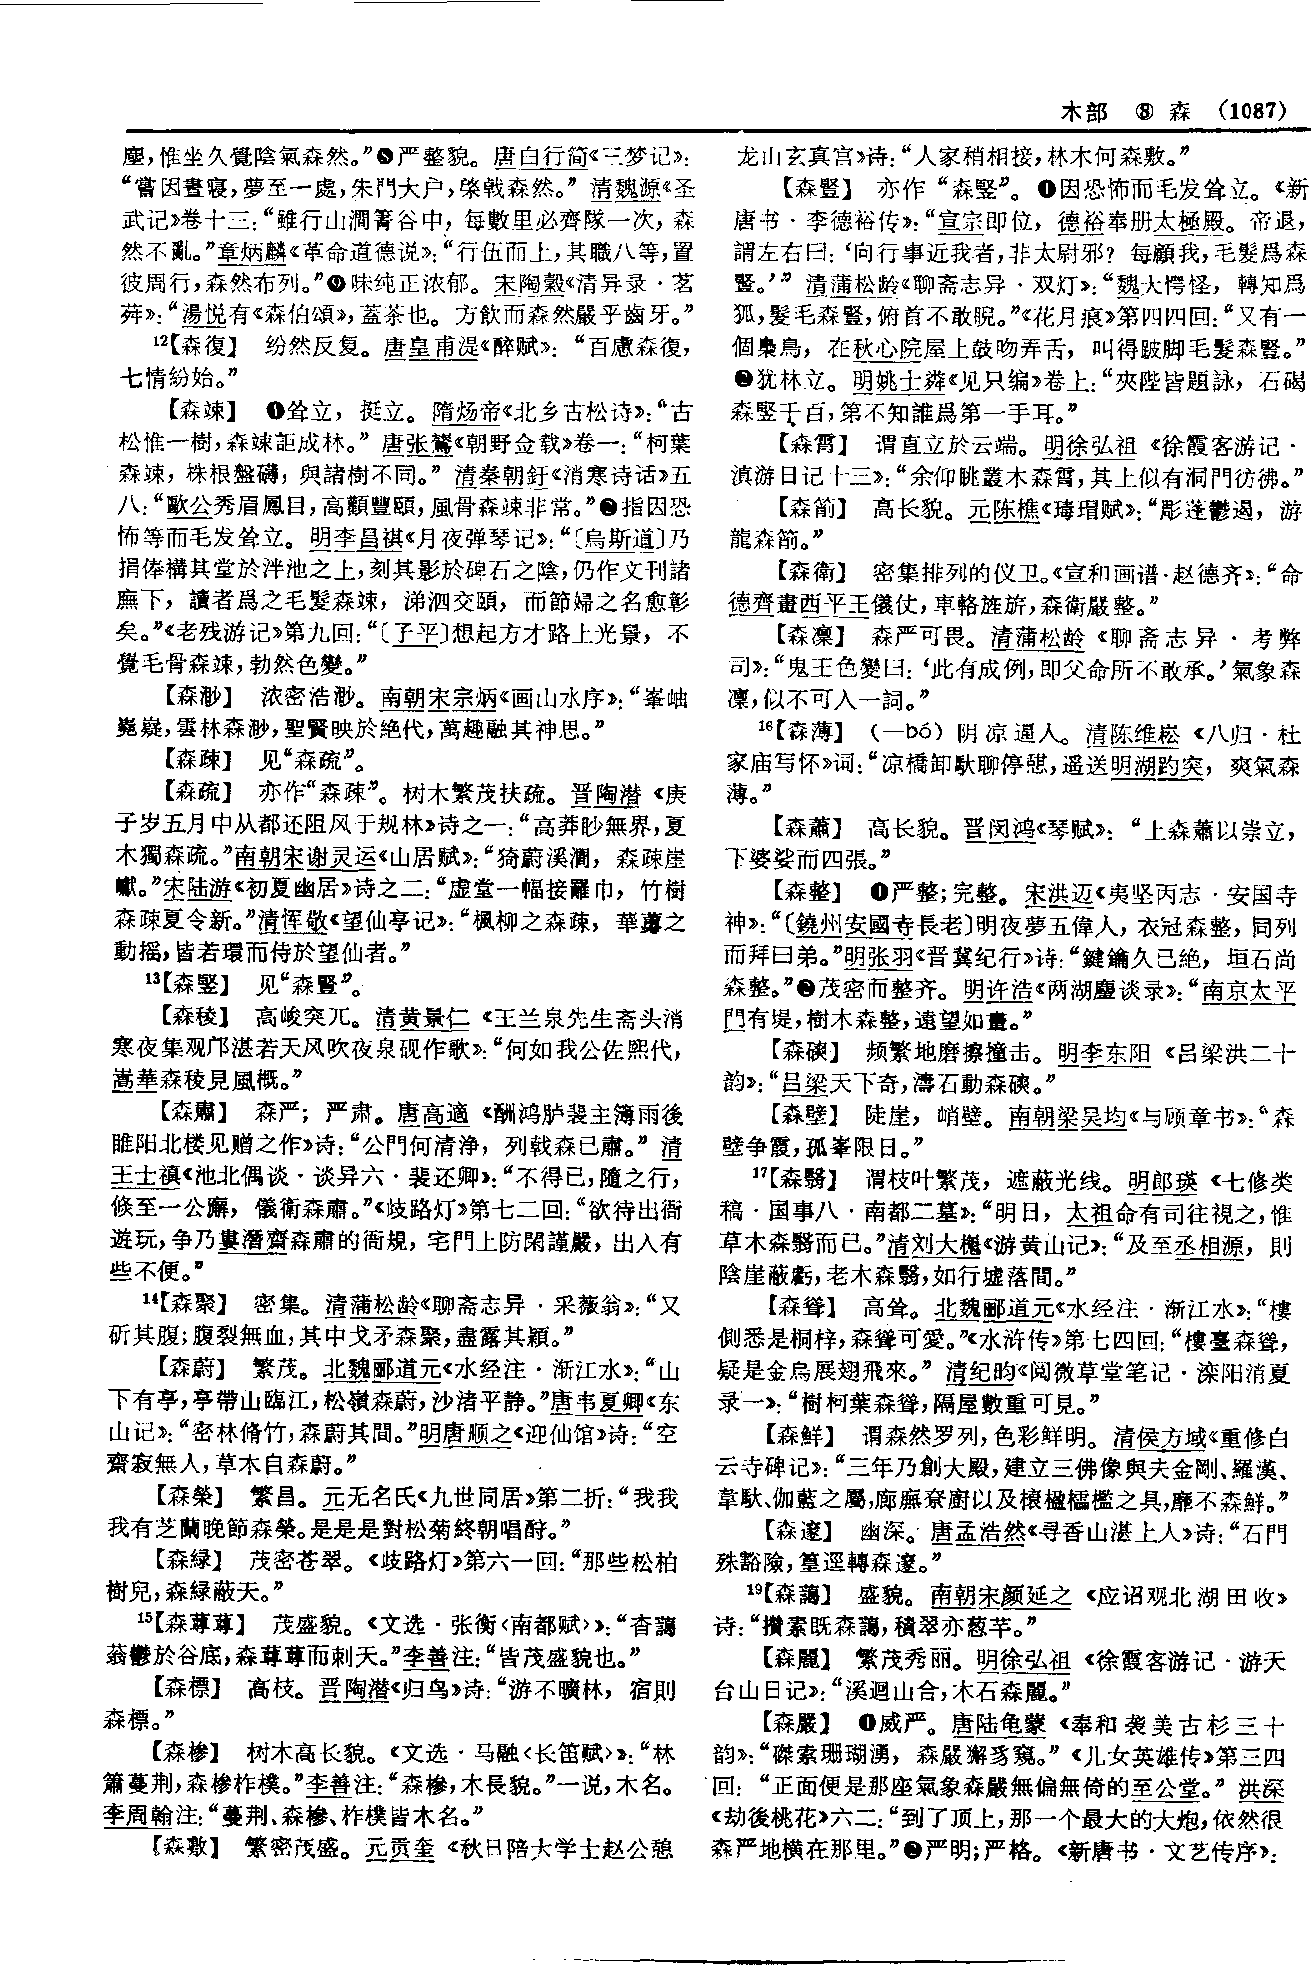 木部 ⑧ 森 (1087)
塵，惟坐久覺陰氣森然。”❽严整貌。唐白行简《三梦记》：
“嘗因晝寝，夢至一處，朱門大户，棨戟森然。” 清魏源《圣
武记》卷十三：“雖行山澗箐谷中，每數里必齊隊一次，森
然不亂。”章炳麟《革命道德说》：“行伍而上，其職八等，置
彼周行，森然布列。”❾味纯正浓郁。宋陶穀《清异录·茗
荈》：“湯悦有《森伯頌》，蓋茶也。方飲而森然嚴乎齒牙。”
12【森復】 纷然反复。唐皇甫湜《醉赋》：“百慮森復，
七情紛始。”
【森竦】 ❶耸立，挺立。隋炀帝《北乡古松诗》：“古
松惟一樹，森竦詎成林。” 唐张鷟《朝野佥载》卷一：“柯葉
森竦，株根盤礴，與諸樹不同。” 清秦朝釪《消寒诗话》五
八：“歐公秀眉鳳目，高顴豐頤，風骨森竦非常。”❷指因恐
怖等而毛发耸立。明李昌祺《月夜弹琴记》：“〔烏斯道〕乃
捐俸構其堂於泮池之上，刻其影於碑石之陰，仍作文刊諸
廡下，讀者爲之毛髮森竦，涕泗交頤，而節婦之名愈彰
矣。”《老残游记》第九回：“〔子平〕想起方才路上光景，不
覺毛骨森竦，勃然色變。”
【森渺】 浓密浩渺。南朝宋宗炳《画山水序》：“峯岫
嶤嶷，雲林森渺，聖賢映於絶代，萬趣融其神思。”
【森疎】 见“森疏”。
【森疏】 亦作“森疎”。树木繁茂扶疏。晋陶潜《庚
子岁五月中从都还阻风于规林》诗之一：“高莽眇無界，夏
木獨森疏。”南朝宋谢灵运《山居赋》：“猗蔚溪澗，森疎崖
巘。”宋陆游《初夏幽居》诗之二：“虚堂一幅接䍦巾，竹樹
森疎夏令新。”清恽敬《望仙亭记》：“楓柳之森疎，華蘤之
動摇，皆若環而侍於望仙者。”
13【森竪】 见“森豎”。
【森稜】 高峻突兀。清黄景仁《王兰泉先生斋头消
寒夜集观邝湛若天风吹夜泉砚作歌》：“何如我公佐熙代，
嵩華森稜見風概。”
【森肅】 森严；严肃。唐高適《酬鸿胪裴主簿雨後
睢阳北楼见赠之作》诗：“公門何清浄，列戟森已肅。” 清
王士禛《池北偶谈·谈异六·裴还卿》：“不得已，隨之行，
倏至一公廨，儀衛森肅。”《歧路灯》第七二回：“欲待出衙
遊玩，争乃婁潛齋森肅的衙規，宅門上防閑謹嚴，出入有
些不便。”
14【森聚】 密集。清蒲松龄《聊斋志异·采薇翁》：“又
斫其腹；腹裂無血，其中戈矛森聚，盡露其穎。”
【森蔚】 繁茂。北魏郦道元《水经注·渐江水》：“山
下有亭，亭帶山臨江，松嶺森蔚，沙渚平静。”唐韦夏卿《东
山记》：“密林脩竹，森蔚其間。”明唐顺之《迎仙馆》诗：“空
齋寂無人，草木自森蔚。”
【森榮】 繁昌。元无名氏《九世同居》第二折：“我我
我有芝蘭晚節森榮。是是是對松菊終朝唱酧。”
【森緑】 茂密苍翠。《歧路灯》第六一回：“那些松柏
樹兒，森緑蔽天。”
15【森蓴蓴】 茂盛貌。《文选·张衡〈南都赋〉》：“杳藹
蓊鬱於谷底，森蓴蓴而刺天。”李善注：“皆茂盛貌也。”
【森標】 高枝。晋陶潜《归鸟》诗：“游不曠林，宿則
森標。”
【森槮】 树木高长貌。《文选·马融〈长笛赋〉》：“林
簫蔓荆，森槮柞樸。”李善注：“森槮，木長貌。”一说，木名。
李周翰注：“蔓荆、森槮、柞樸皆木名。”
【森敷】 繁密茂盛。元贡奎《秋日陪大学士赵公憩
龙山玄真宫》诗：“人家稍相接，林木何森敷。”
【森豎】 亦作“森竪”。❶因恐怖而毛发耸立。《新
唐书·李德裕传》：“宣宗即位，德裕奉册太極殿。帝退，
謂左右曰：‘向行事近我者，非太尉邪？每顧我，毛髮爲森
豎。’” 清蒲松龄《聊斋志异·双灯》：“魏大愕怪，轉知爲
狐，髮毛森豎，俯首不敢睨。”《花月痕》第四四回：“又有一
個梟鳥，在秋心院屋上鼓吻弄舌，叫得跛脚毛髮森豎。”
❷犹林立。明姚士粦《见只编》卷上：“夾陛皆題詠，石碣
森竪千百，第不知誰爲第一手耳。”
【森霄】 谓直立於云端。明徐弘祖《徐霞客游记·
滇游日记十三》：“余仰眺叢木森霄，其上似有洞門彷彿。”
【森箾】 高长貌。元陈樵《瑇瑁赋》：“彫蓬鬱遏，游
龍森箾。”
【森衛】 密集排列的仪卫。《宣和画谱·赵德齐》：“命
德齊畫西平王儀仗，車輅旌旂，森衛嚴整。”
【森凜】 森严可畏。清蒲松龄《聊斋志异·考弊
司》：“鬼王色變曰：‘此有成例，即父命所不敢承。’氣象森
凜，似不可入一詞。”
16【森薄】 （—bó）阴凉逼人。清陈维崧《八归·杜
家庙写怀》词：“凉橋卸馱聊停憇，遥送明湖趵突，爽氣森
薄。”
【森蕭】 高长貌。晋闵鸿《琴赋》：“上森蕭以崇立，
下婆娑而四張。”
【森整】 ❶严整；完整。宋洪迈《夷坚丙志·安国寺
神》：“〔饒州安國寺長老〕明夜夢五偉人，衣冠森整，同列
而拜曰弟。”明张羽《晋冀纪行》诗：“鍵鑰久已絶，垣石尚
森整。”❷茂密而整齐。明许浩《两湖麈谈录》：“南京太平
門有堤，樹木森整，遠望如畫。”
【森磢】 频繁地磨擦撞击。明李东阳《吕梁洪二十
韵》：“吕梁天下奇，濤石動森磢。”
【森壁】 陡崖，峭壁。南朝梁吴均《与顾章书》：“森
壁争霞，孤峯限日。”
17【森翳】 谓枝叶繁茂，遮蔽光线。明郎瑛《七修类
稿·国事八·南都二墓》：“明日，太祖命有司往視之，惟
草木森翳而已。”清刘大櫆《游黄山记》：“及至丞相源，則
陰崖蔽虧，老木森翳，如行墟落間。”
【森聳】 高耸。北魏郦道元《水经注·渐江水》：“樓
側悉是桐梓，森聳可愛。”《水浒传》第七四回：“樓臺森聳，
疑是金烏展翅飛來。” 清纪昀《阅微草堂笔记·滦阳消夏
录一》：“樹柯葉森聳，隔屋數重可見。”
【森鮮】 谓森然罗列，色彩鲜明。清侯方域《重修白
云寺碑记》：“三年乃創大殿，建立三佛像與夫金剛、羅漢、
韋馱、伽藍之屬，廊廡寮廚以及榱楹櫺檻之具，靡不森鮮。”
【森邃】 幽深。唐孟浩然《寻香山湛上人》诗：“石門
殊豁險，篁逕轉森邃。”
19【森藹】 盛貌。南朝宋颜延之《应诏观北湖田收》
诗：“攢素既森藹，積翠亦葱芊。”
【森麗】 繁茂秀丽。明徐弘祖《徐霞客游记·游天
台山日记》：“溪迴山合，木石森麗。”
【森嚴】 ❶威严。唐陆龟蒙《奉和袭美古杉三十
韵》：“磔索珊瑚湧，森嚴獬豸窺。”《儿女英雄传》第三四
回：“正面便是那座氣象森嚴無偏無倚的至公堂。” 洪深
《劫後桃花》六二：“到了顶上，那一个最大的大炮，依然很
森严地横在那里。”❷严明；严格。《新唐书·文艺传序》：